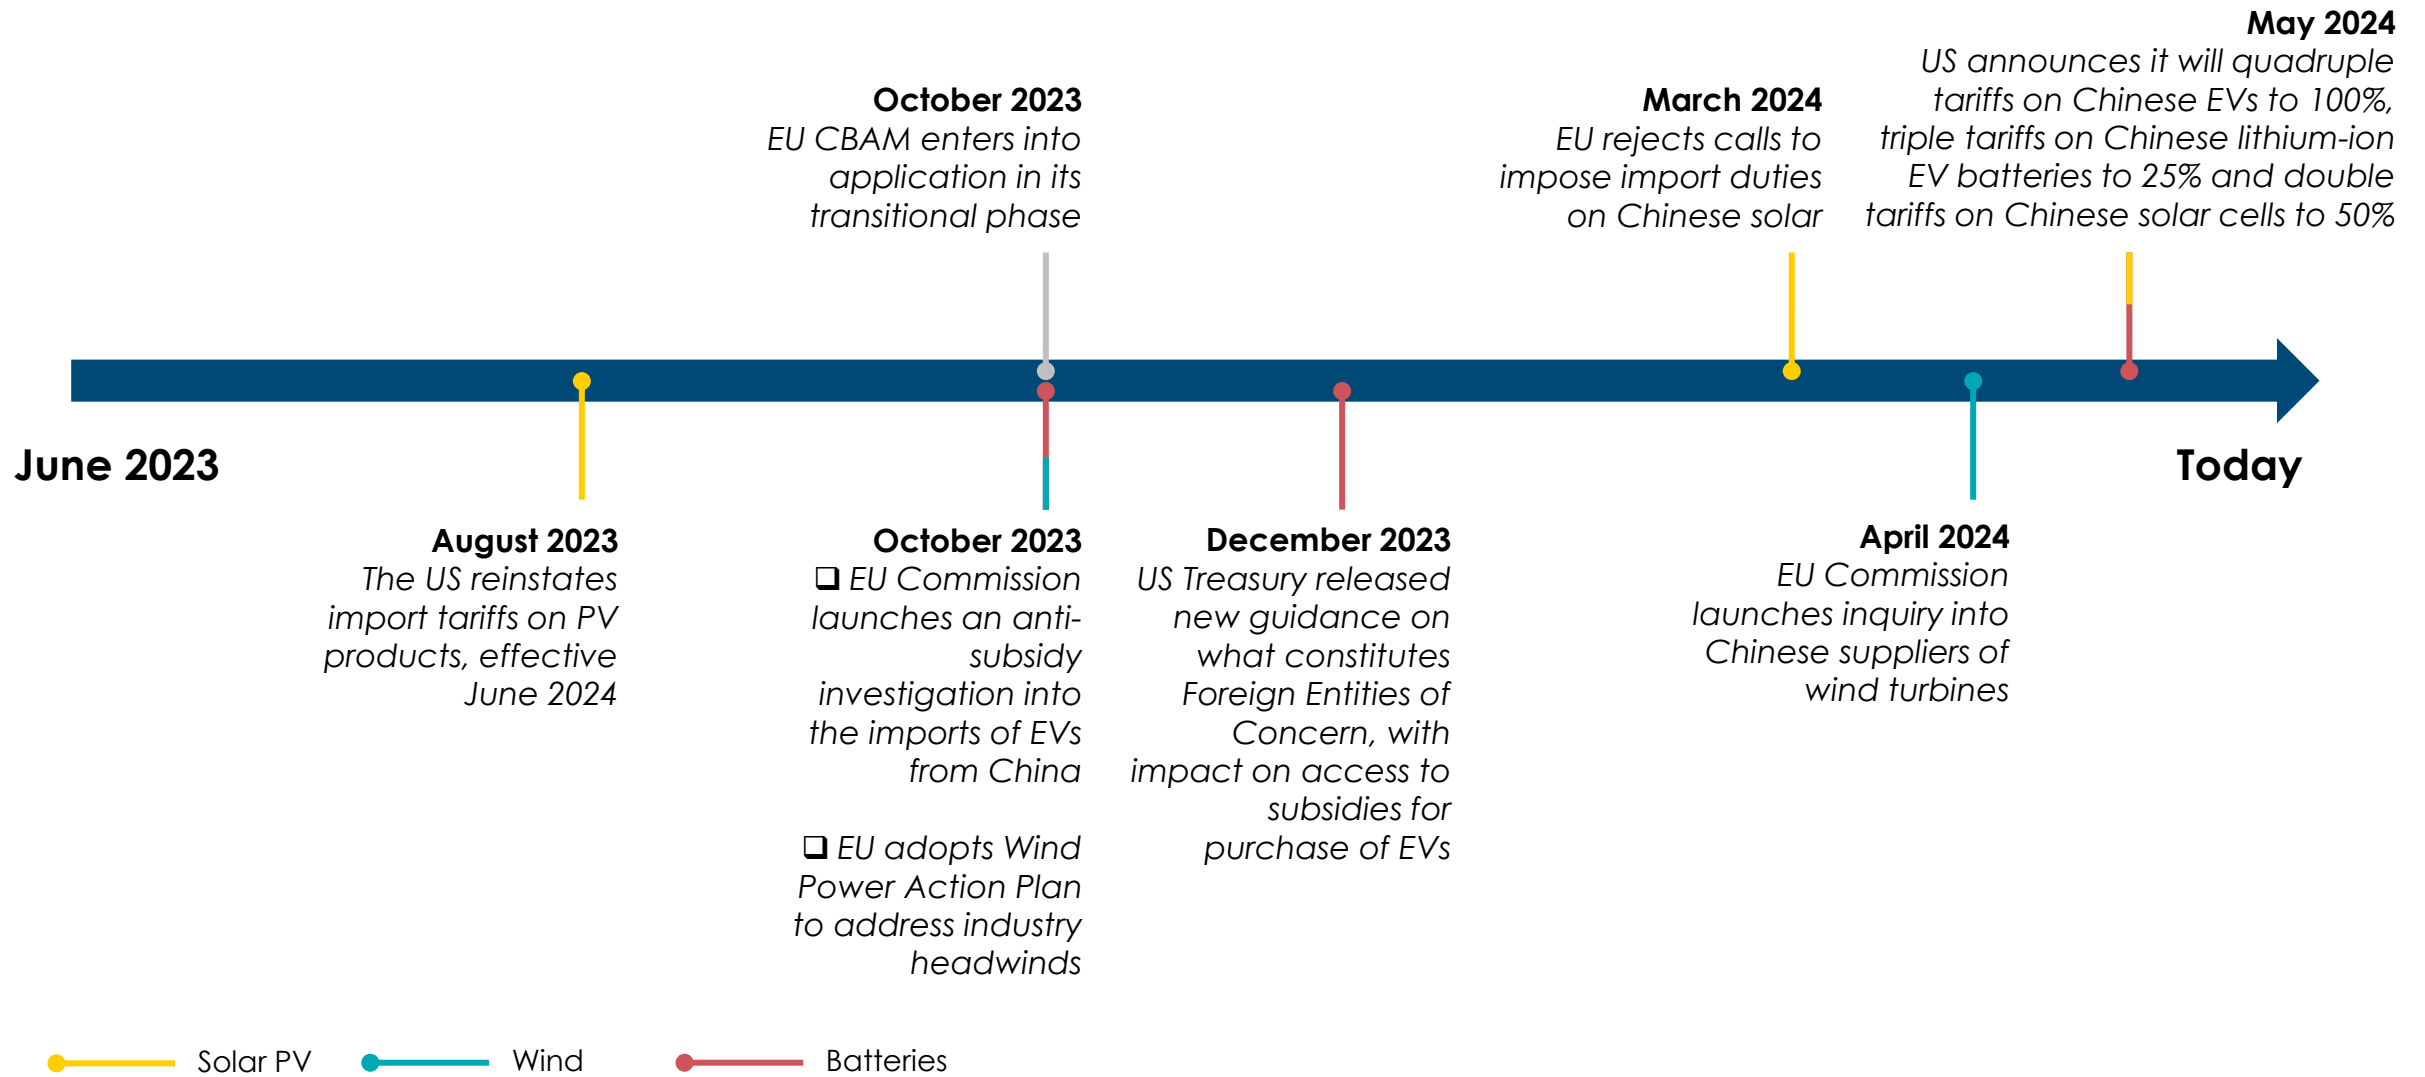 October 2023
EU CBAM enters into
application in its
transitional phase
March 2024
EU rejects calls to
impose import duties
on Chinese solar
May 2024
US announces it will quadruple
tariffs on Chinese EVs to 100%,
triple tariffs on Chinese lithium-ion
EV batteries to 25% and double
tariffs on Chinese solar cells to 50%
June 2023
Today
August 2023
The US reinstates
import tariffs on PV
products, effective
June 2024
October 2023
❑ EU Commission
launches an anti-
subsidy
investigation into
the imports of EVs
from China
❑ EU adopts Wind
Power Action Plan
to address industry
headwinds
December 2023
US Treasury released
new guidance on
what constitutes
Foreign Entities of
Concern, with
impact on access to
subsidies for
purchase of EVs
April 2024
EU Commission
launches inquiry into
Chinese suppliers of
wind turbines
Solar PV
Wind
Batteries